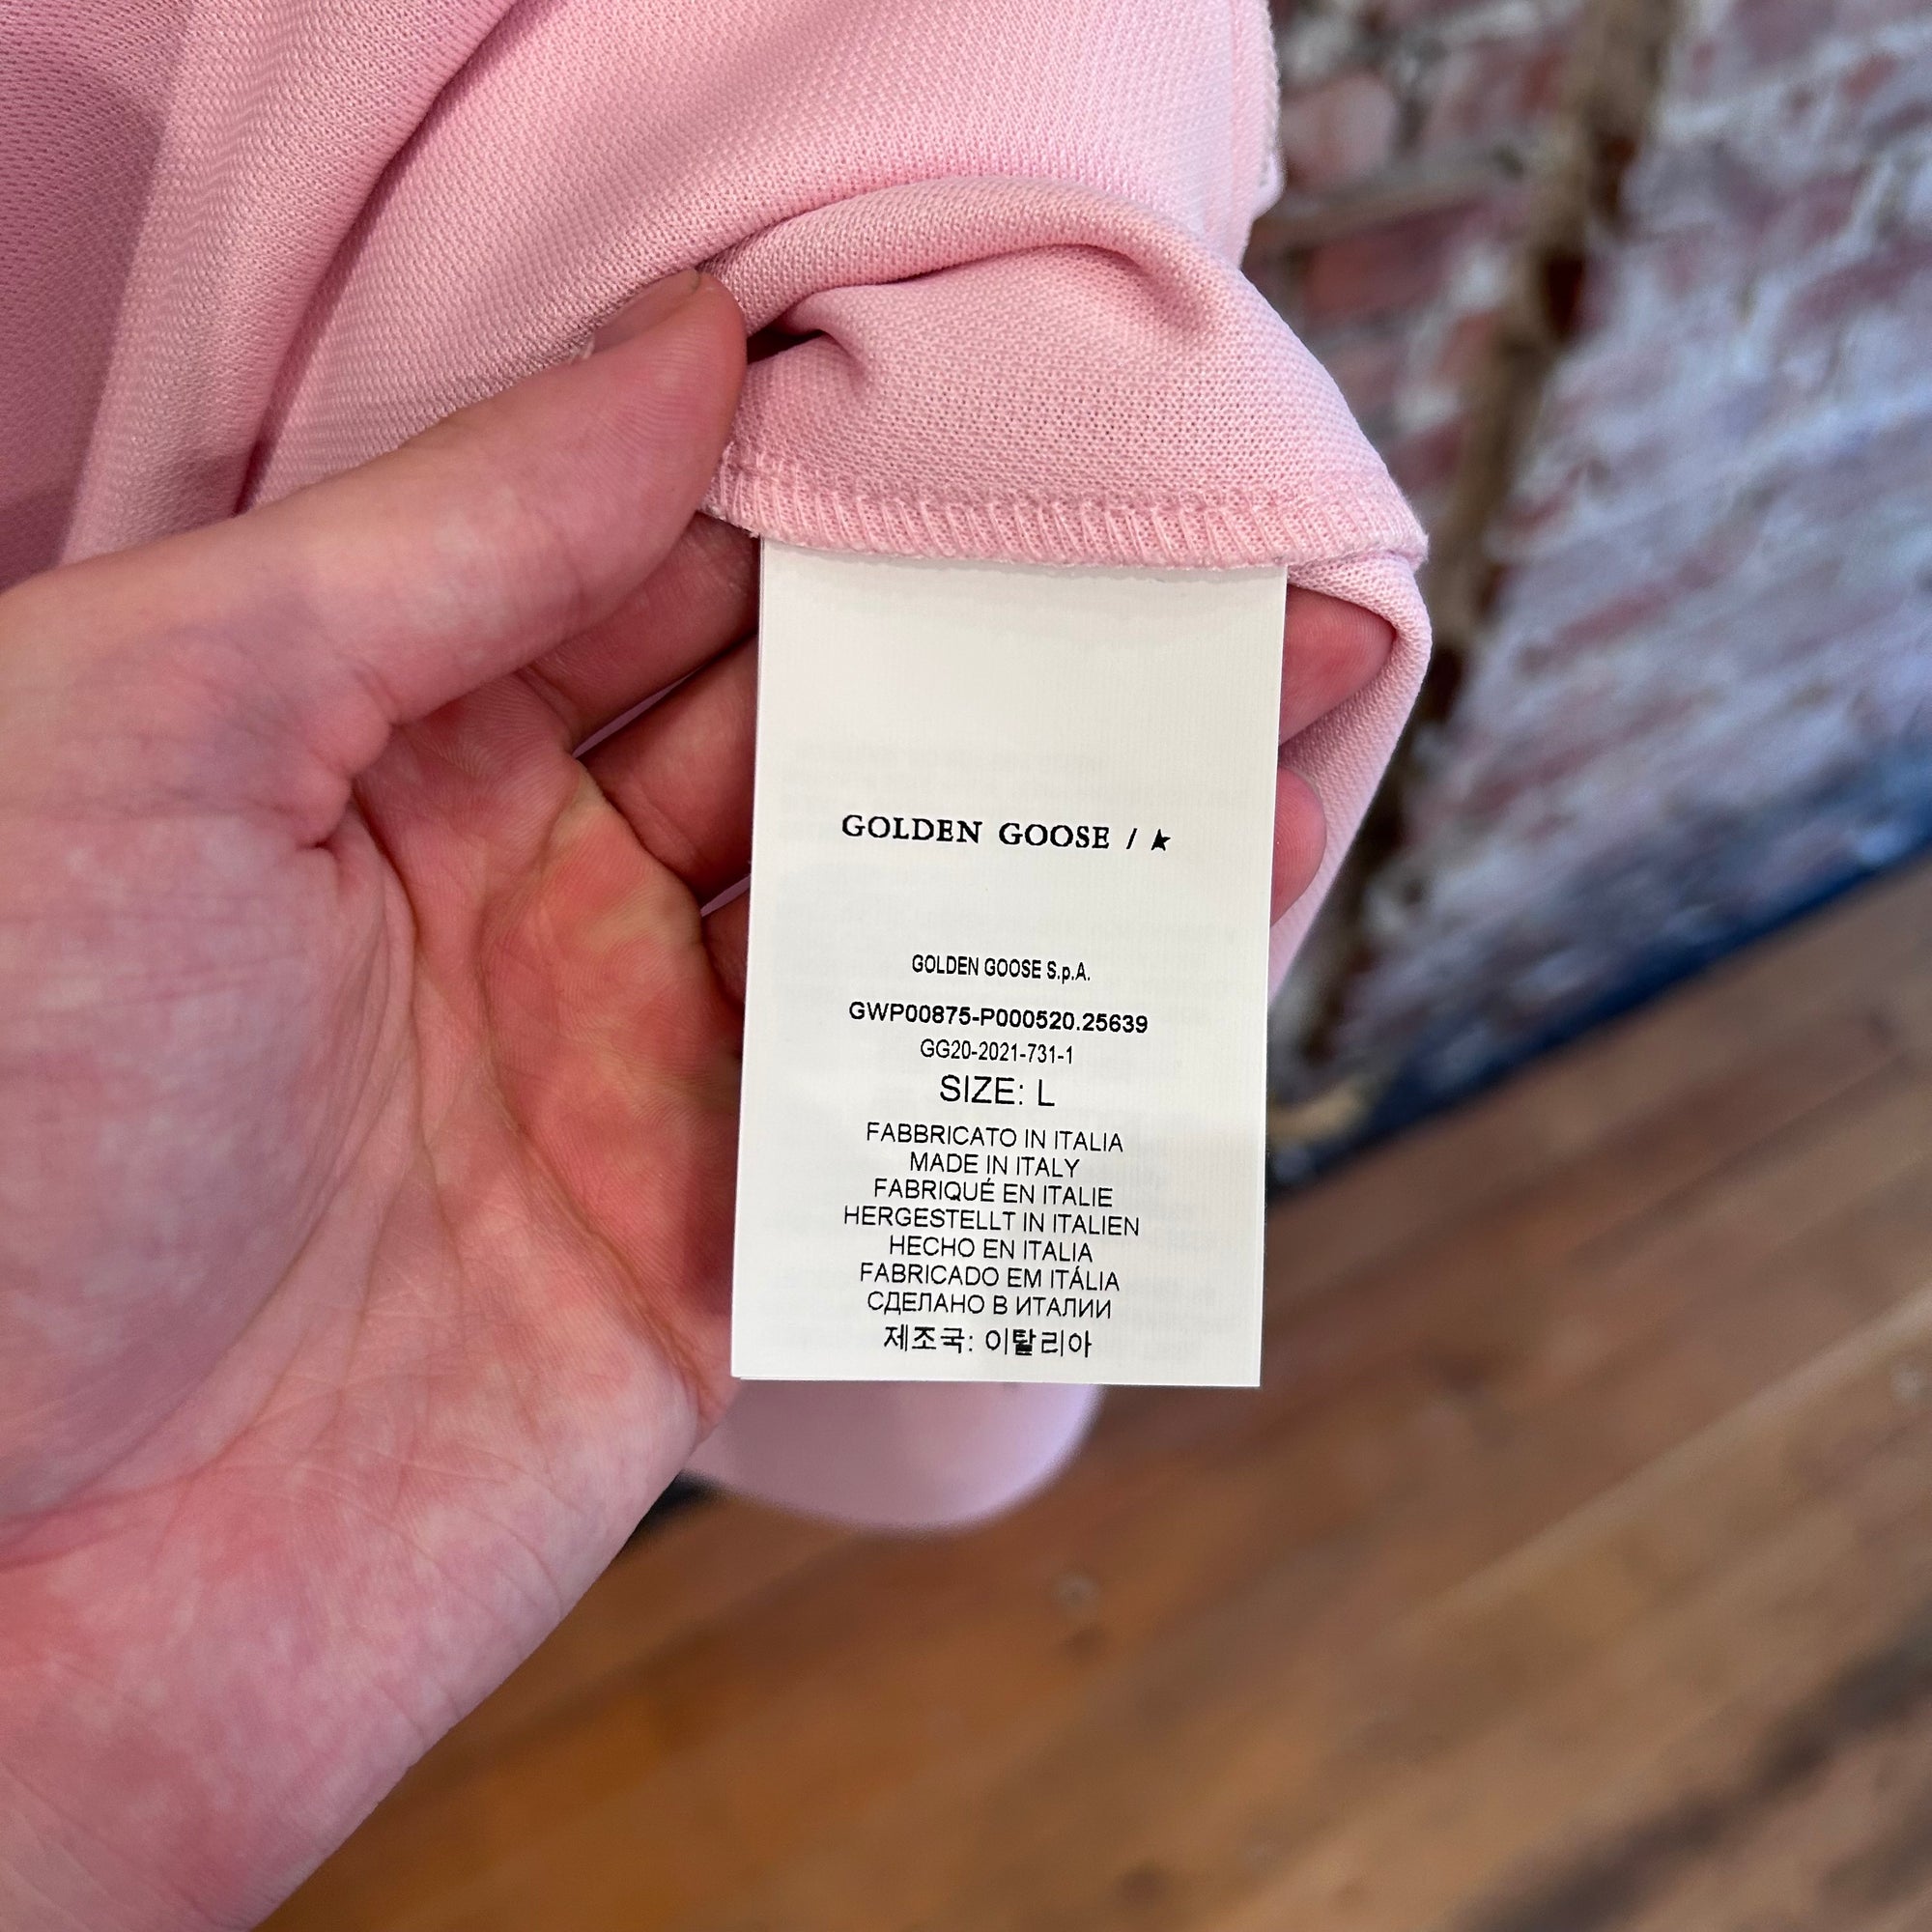 GOLDEN GOOSE / ★
GOLDEN GOOSE S.p.A.
GWP00875-P000520.25639
GG20-2021-731-1
SIZE: L
FABBRICATO IN ITALIA
MADE IN ITALY
FABRIQUÉ EN ITALIE
HERGESTELLT IN ITALIEN
HECHO EN ITALIA
FABRICADO EM ITÁLIA
СДЕЛАНО В ИТАЛИИ
제조국: 이탈리아